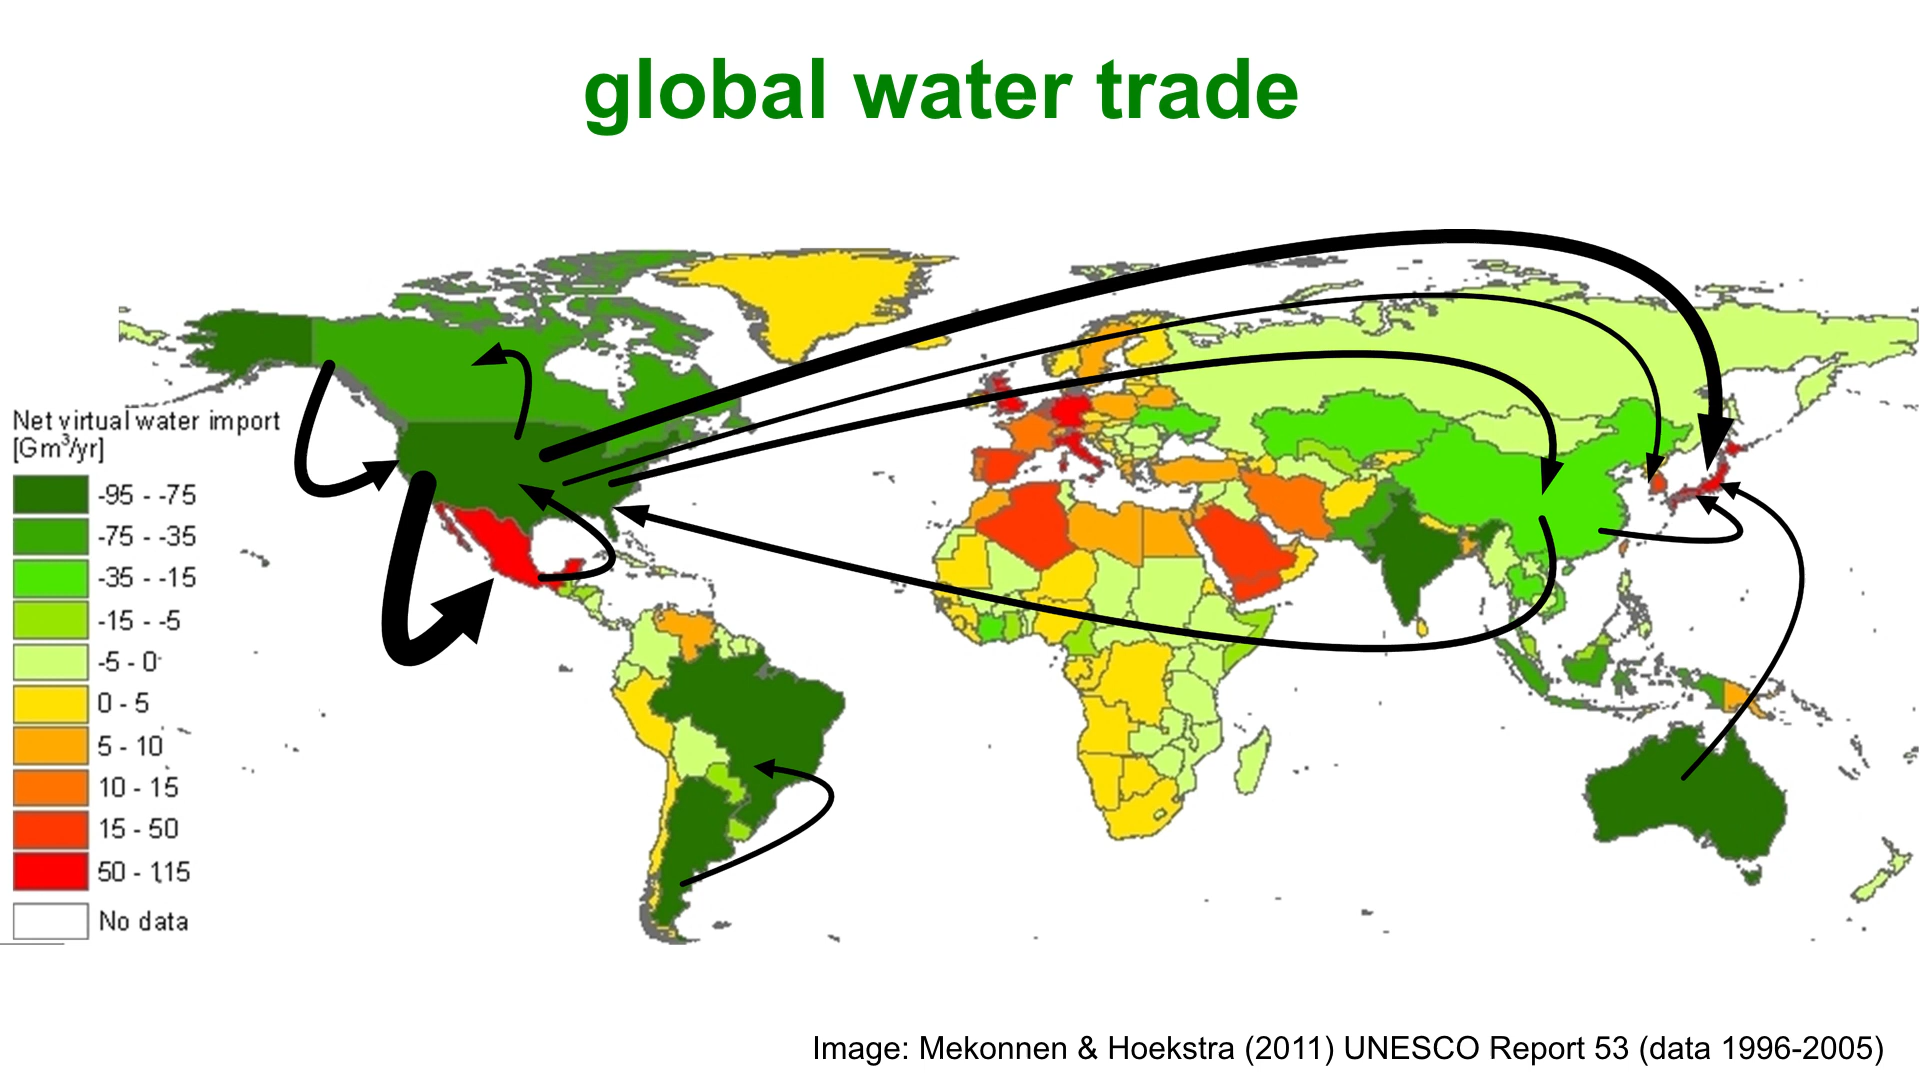 global water trade
Net virtual water import
[Gm³/yr]
-95 - -75
-75 - -35
-35 - -15
-15 - -5
-5 - 0
0 - 5
5 - 10
10 - 15
15 - 50
50 - 115
No data
Image: Mekonnen & Hoekstra (2011) UNESCO Report 53 (data 1996-2005)